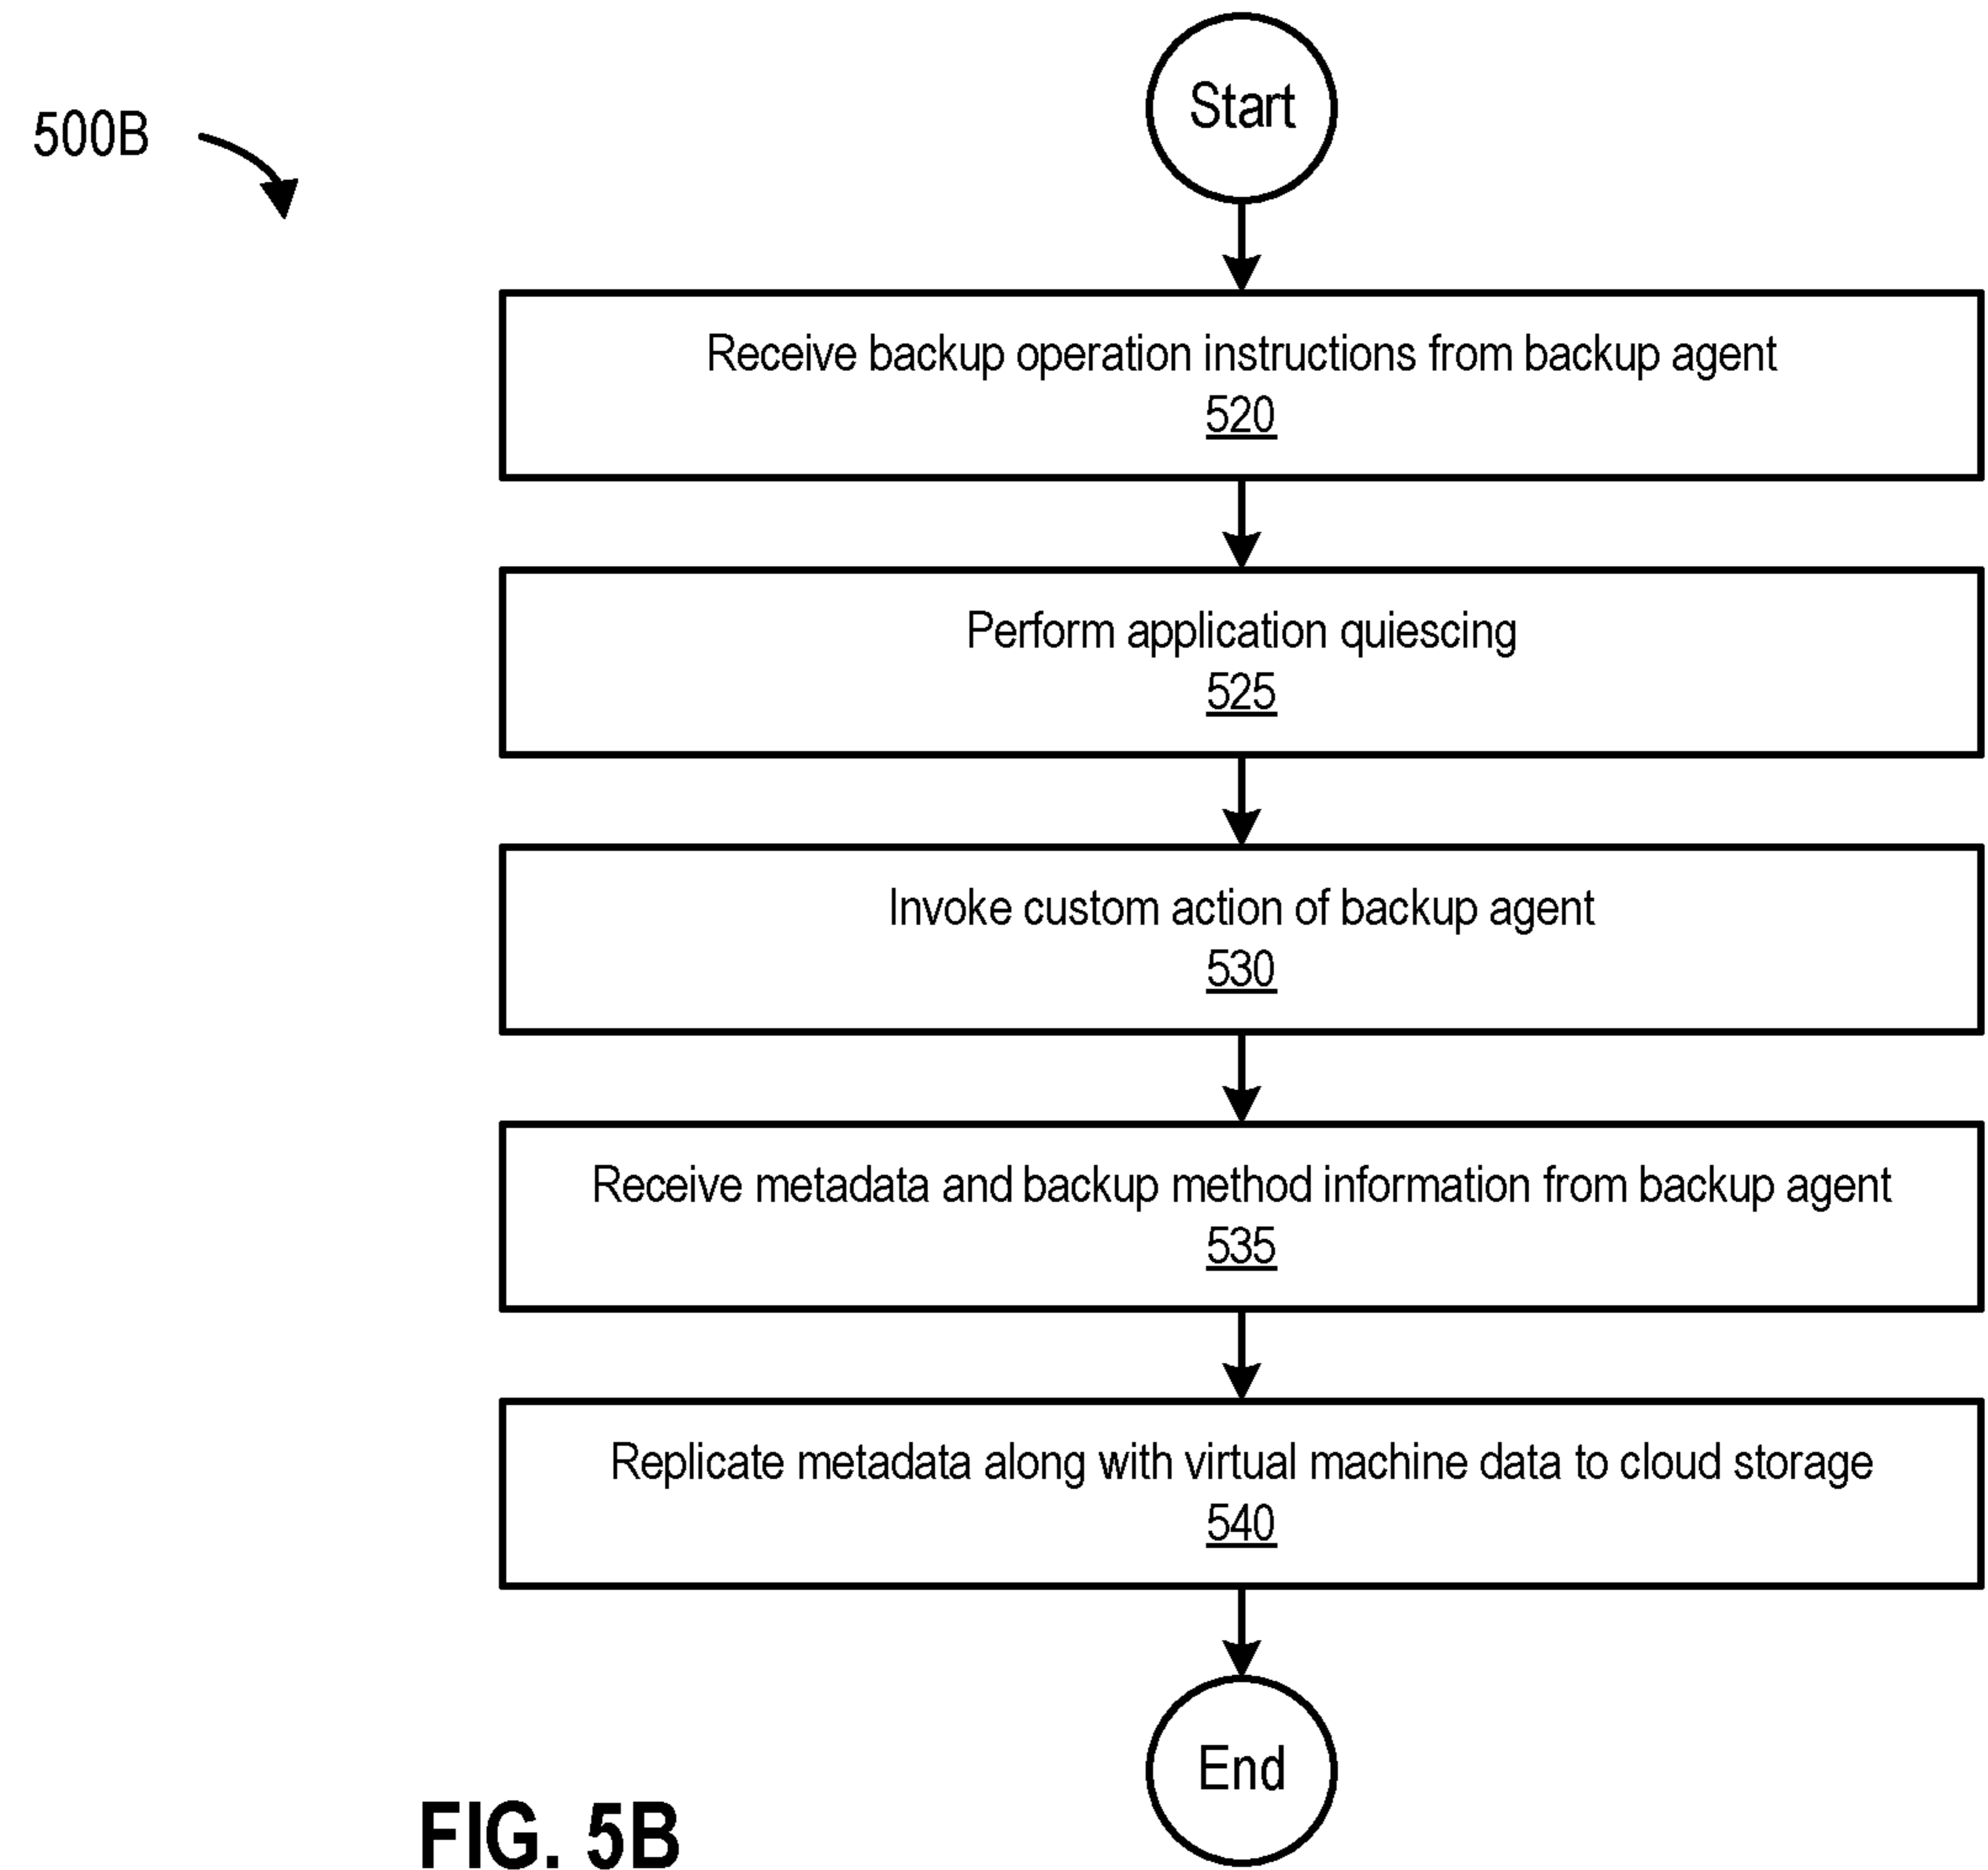 500B
Start
Receive backup operation instructions from backup agent
520
Perform application quiescing
525
Invoke custom action of backup agent
530
Receive metadata and backup method information from backup agent
535
Replicate metadata along with virtual machine data to cloud storage
540
End
FIG. 5B